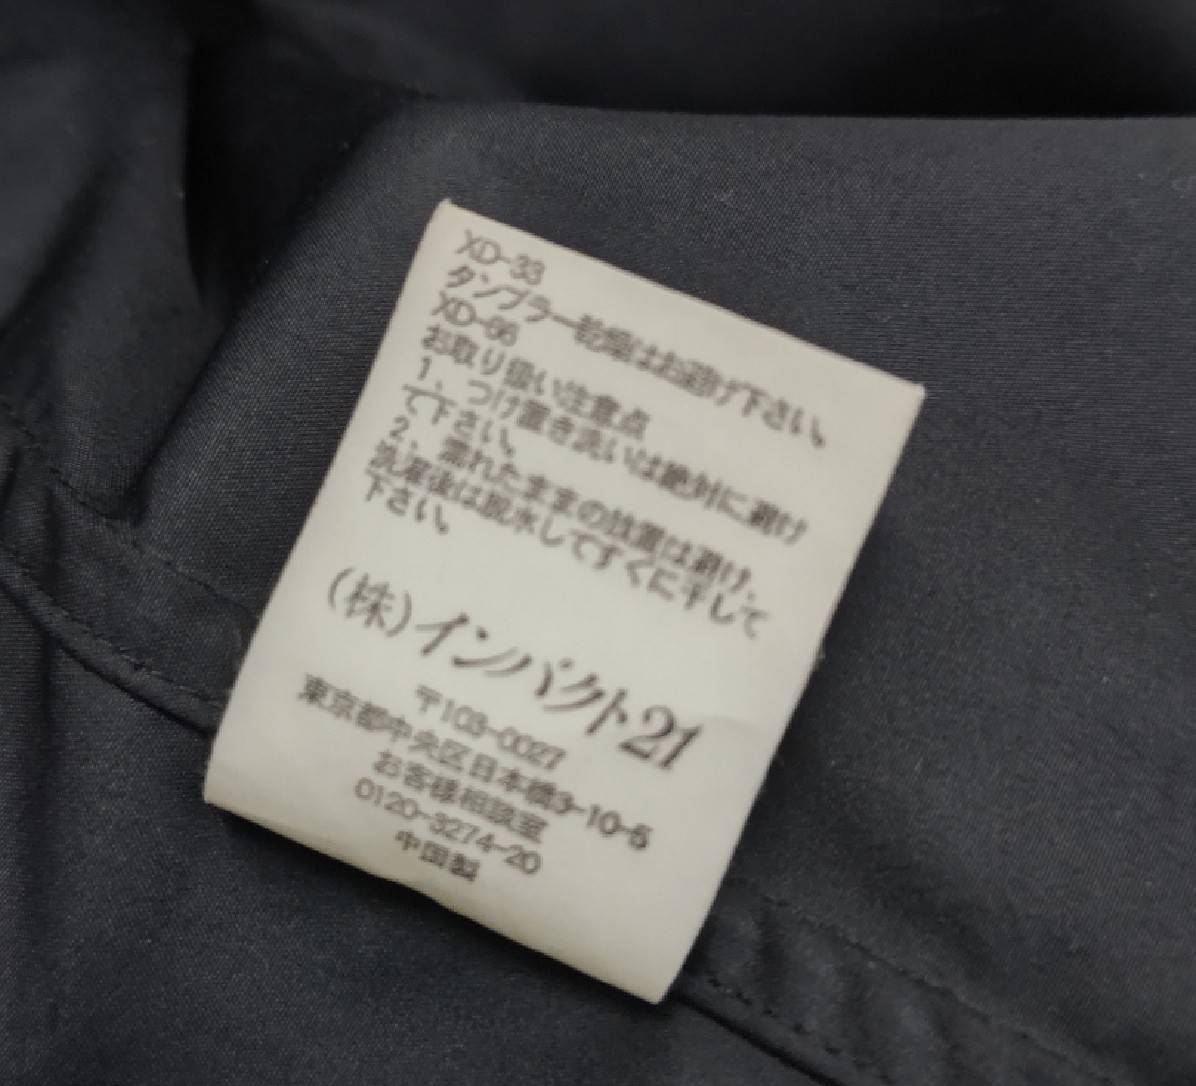 XD-33
タンブラー乾燥はお避け下さい。
XD-66
お取り扱い注意点
1、つけ置き洗いは絶対に避け
て下さい。
2、濡れたままの放置は避け、
洗濯後は脱水してすぐに干して
下さい。
(株)インパクト21
〒103-0027
東京都中央区日本橋3-10-5
お客様相談室
0120-3274-20
中国製